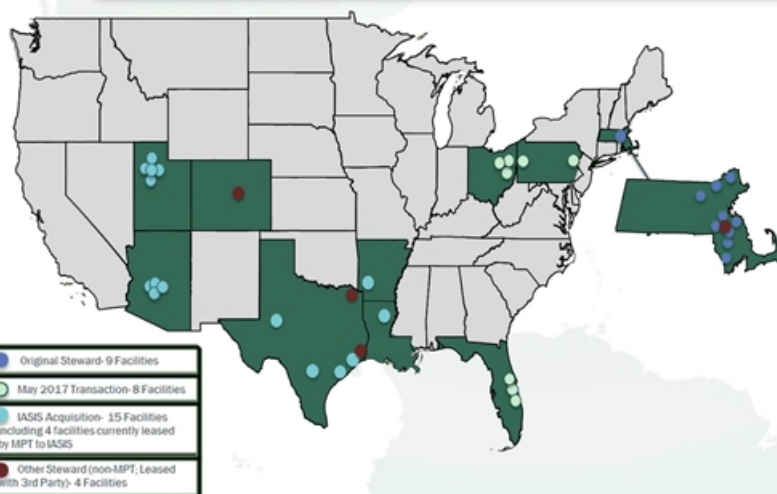 Original Steward- 9 Facilities
May 2017 Transaction- 8 Facilities
IASIS Acquisition- 15 Facilities
including 4 facilities currently leased
by MPT to IASIS
Other Steward (non-MPT; Leased
with 3rd Party)- 4 Facilities